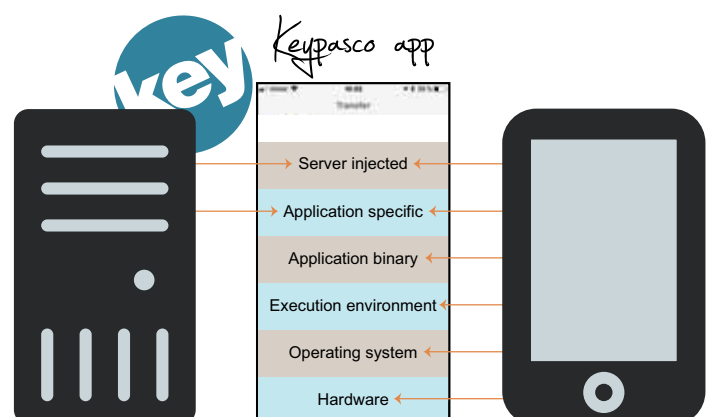 Keypasco app
key
Transfer
Server injected
Application specific
Application binary
Execution environment
Operating system
Hardware